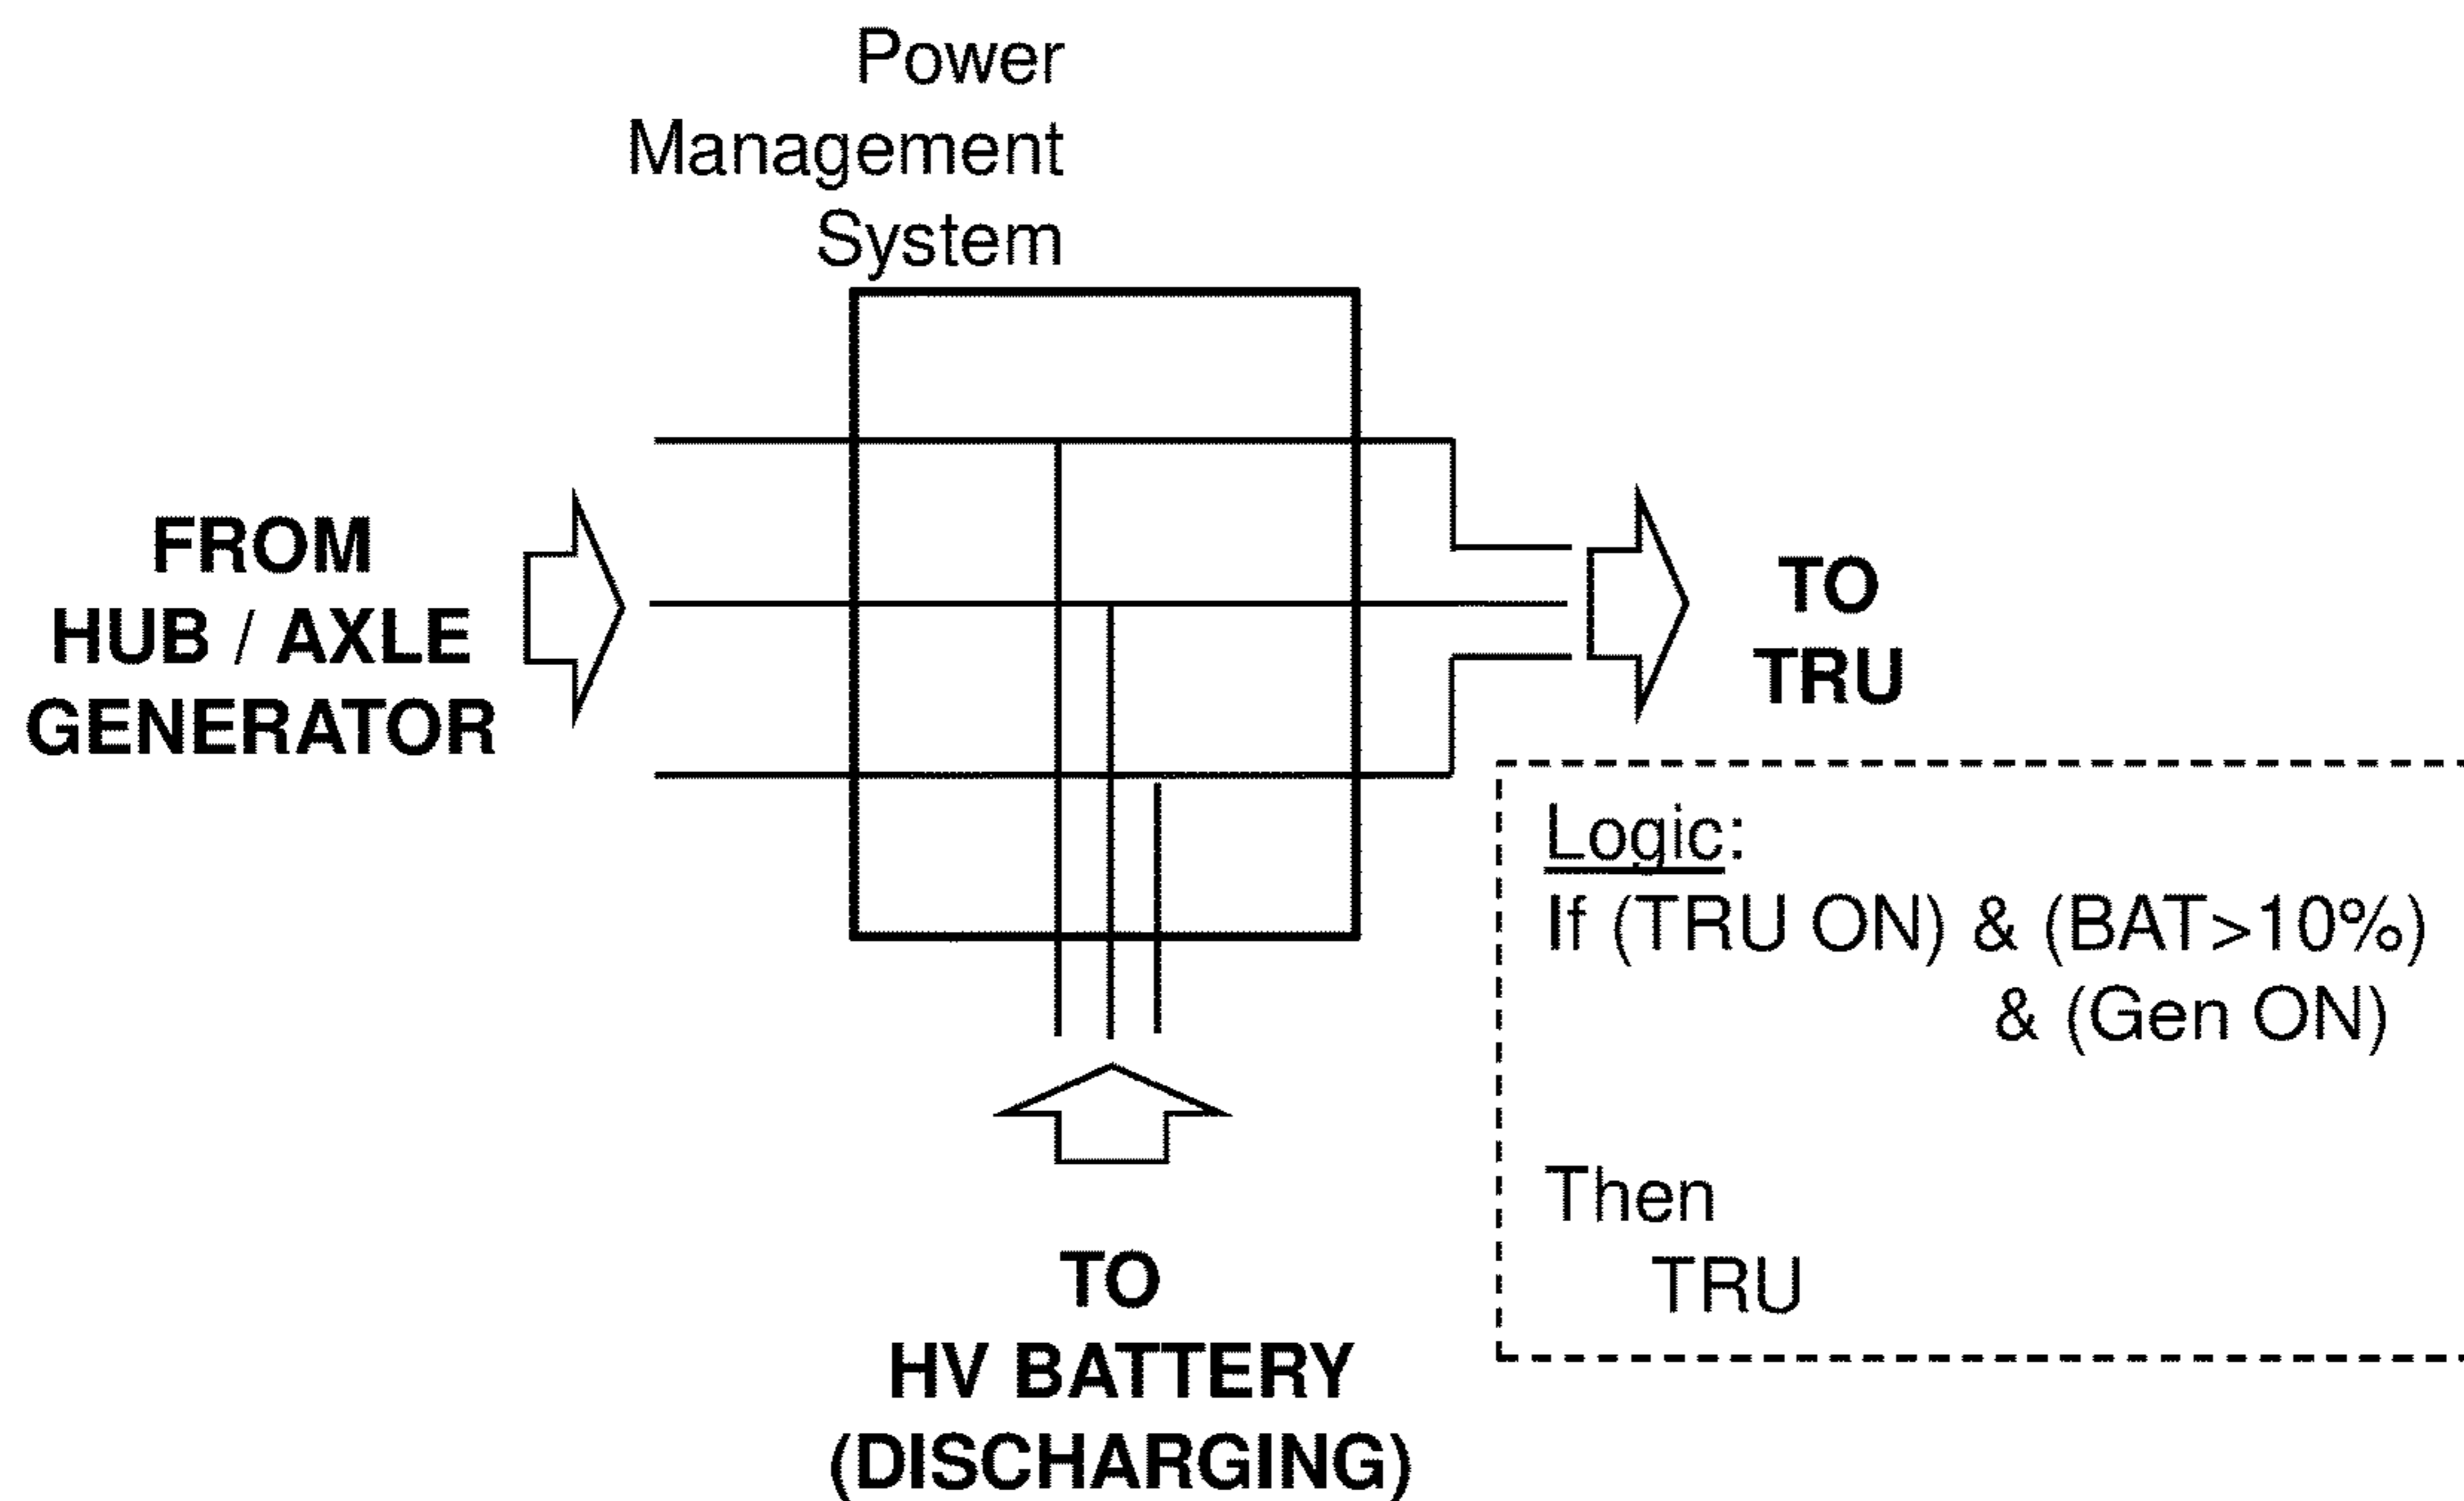 Power
Management
System
FROM
HUB / AXLE
GENERATOR
TO
TRU
Logic:
If (TRU ON) & (BAT>10%)
& (Gen ON)
Then
TRU
TO
HV BATTERY
(DISCHARGING)